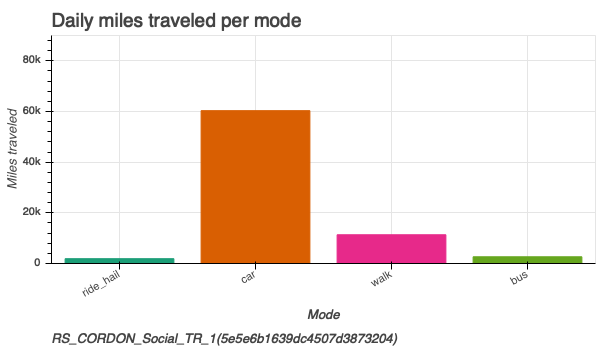 Daily miles traveled per mode
80k
60k
40k
20k
0
Miles traveled
ride_hail
car
walk
bus
Mode
RS_CORDON_Social_TR_1(5e5e6b1639dc4507d3873204)